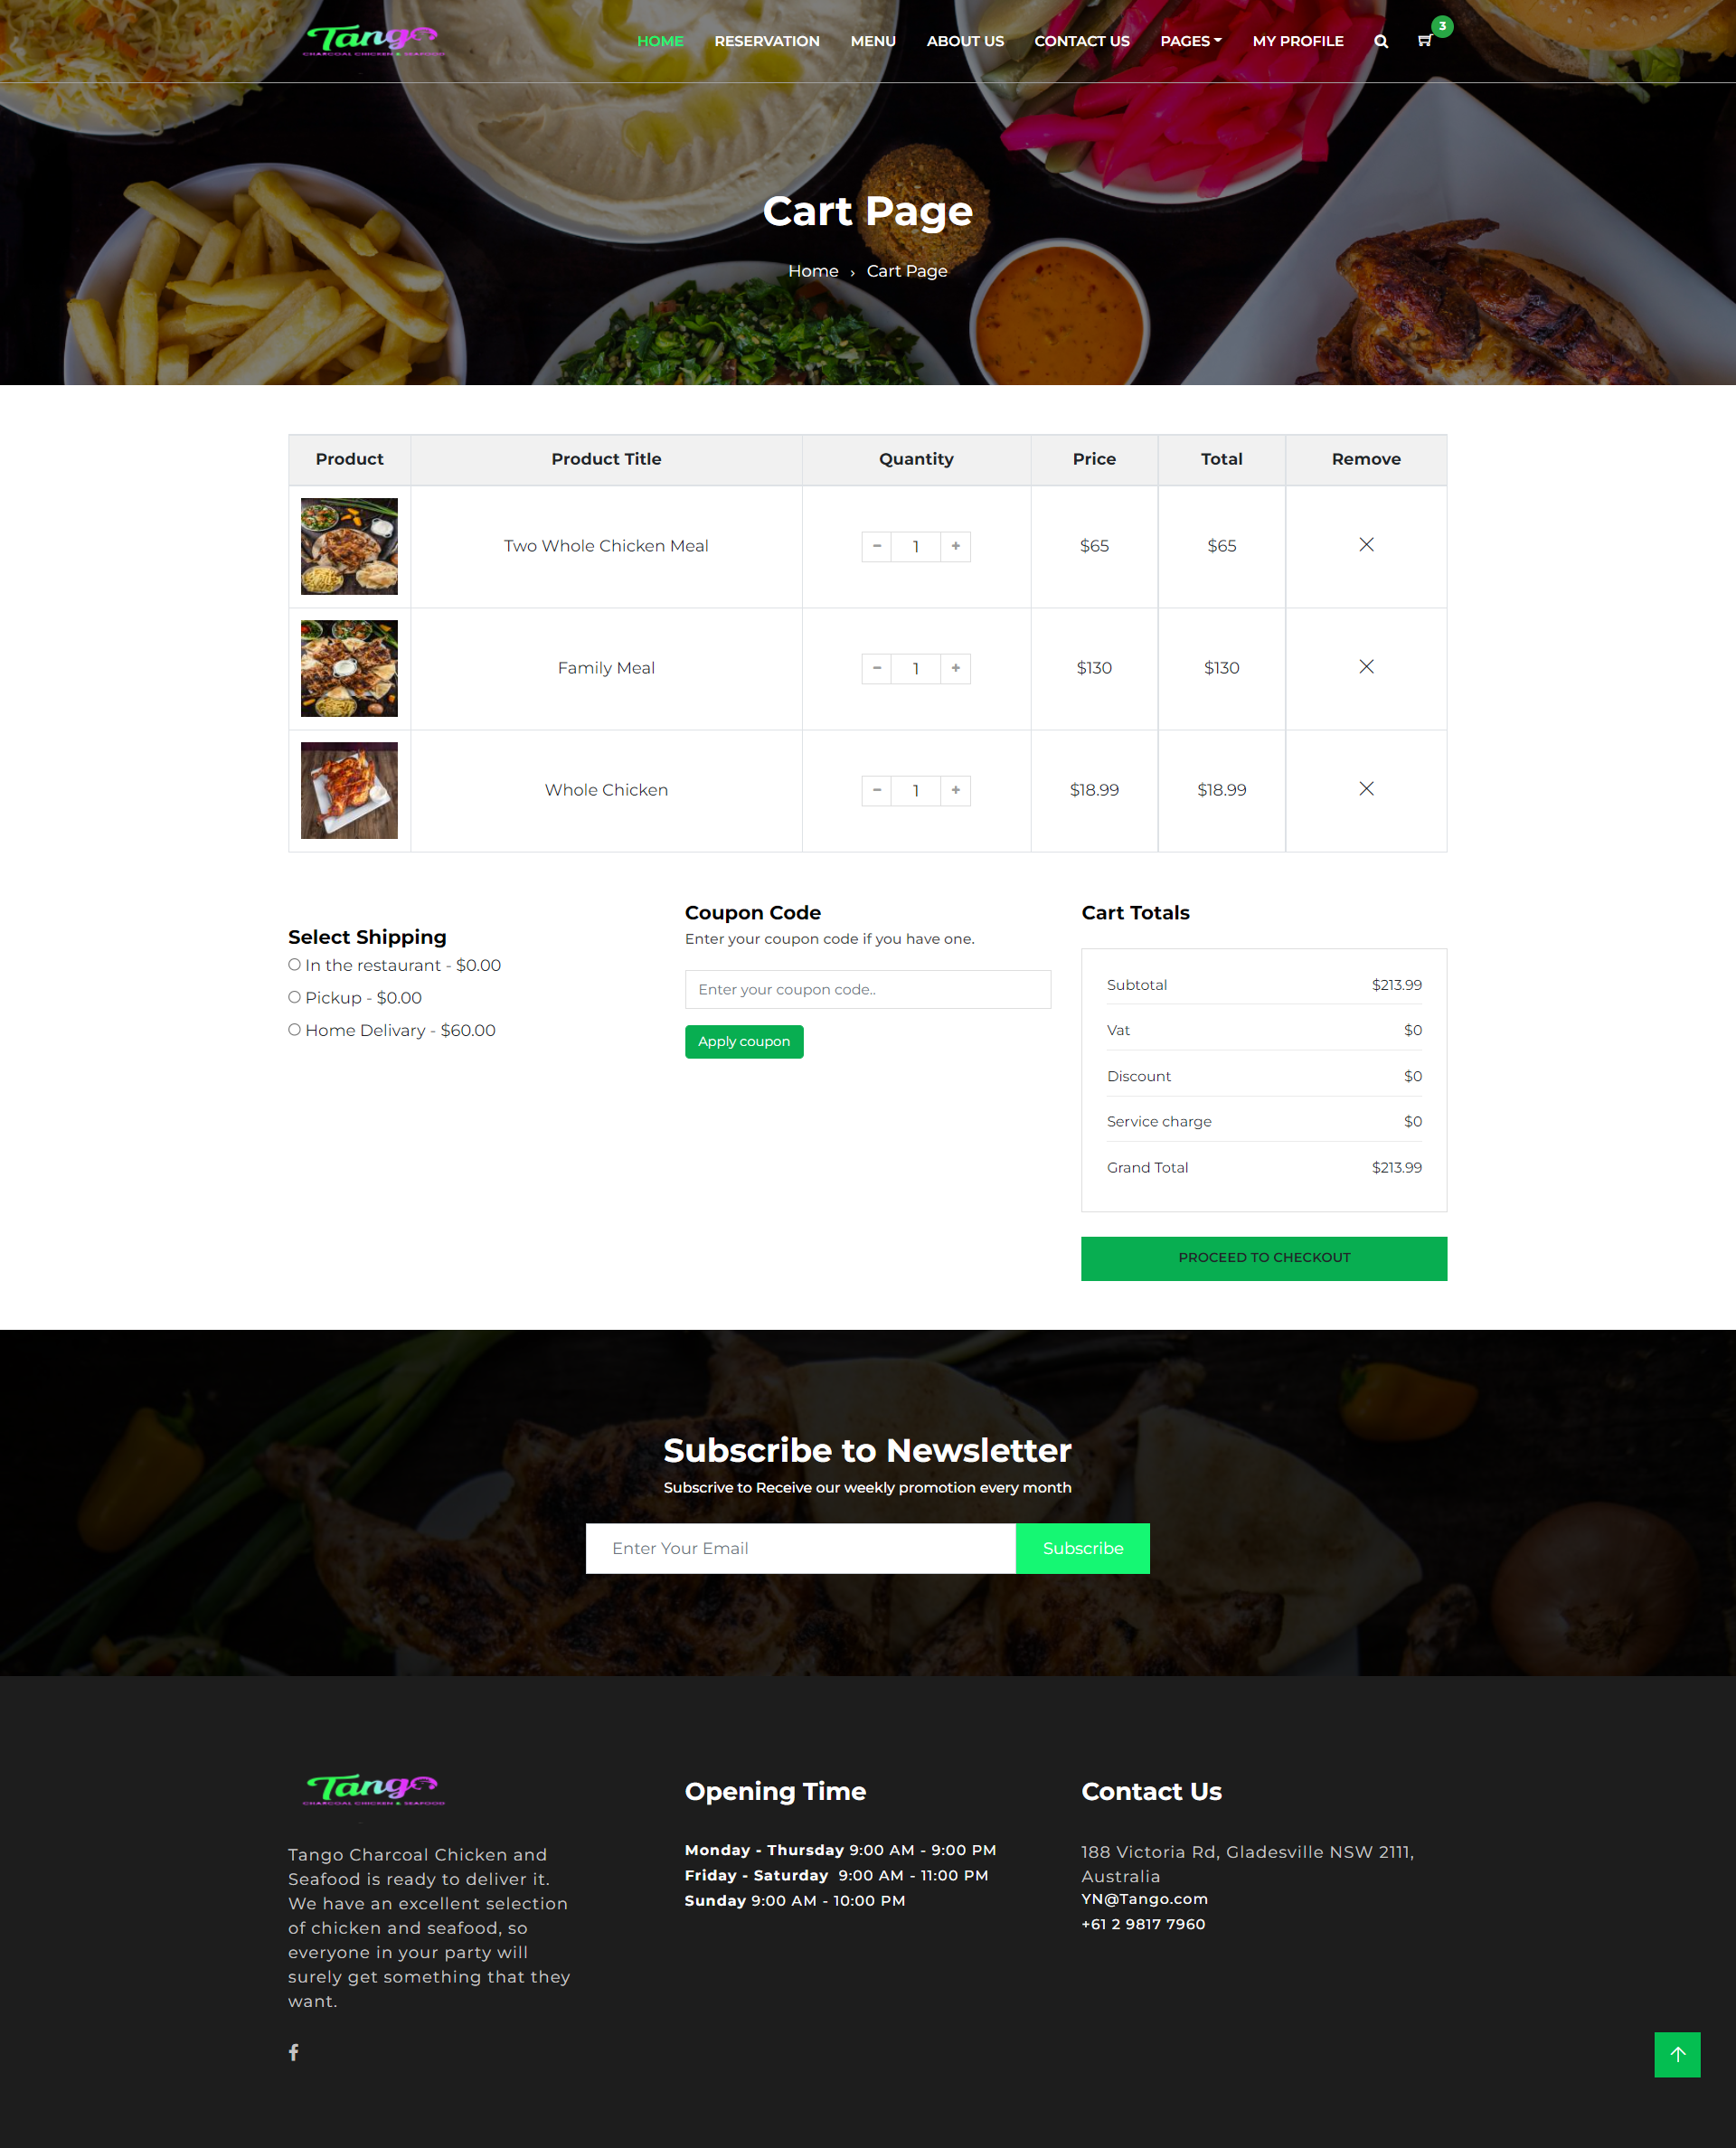 Tango
CHARCOAL CHICKEN & SEAFOOD
HOME RESERVATION MENU ABOUT US CONTACT US PAGES MY PROFILE 3
Cart Page
Home › Cart Page
Product Product Title Quantity Price Total Remove
Two Whole Chicken Meal - 1 + $65 $65
Family Meal - 1 + $130 $130
Whole Chicken - 1 + $18.99 $18.99
Select Shipping
In the restaurant - $0.00
Pickup - $0.00
Home Delivary - $60.00
Coupon Code
Enter your coupon code if you have one.
Enter your coupon code..
Apply coupon
Cart Totals
Subtotal $213.99
Vat $0
Discount $0
Service charge $0
Grand Total $213.99
PROCEED TO CHECKOUT
Subscribe to Newsletter
Subscrive to Receive our weekly promotion every month
Enter Your Email Subscribe
Tango
CHARCOAL CHICKEN & SEAFOOD
Tango Charcoal Chicken and
Seafood is ready to deliver it.
We have an excellent selection
of chicken and seafood, so
everyone in your party will
surely get something that they
want.
Opening Time
Monday - Thursday 9:00 AM - 9:00 PM
Friday - Saturday 9:00 AM - 11:00 PM
Sunday 9:00 AM - 10:00 PM
Contact Us
188 Victoria Rd, Gladesville NSW 2111,
Australia
YN@Tango.com
+61 2 9817 7960